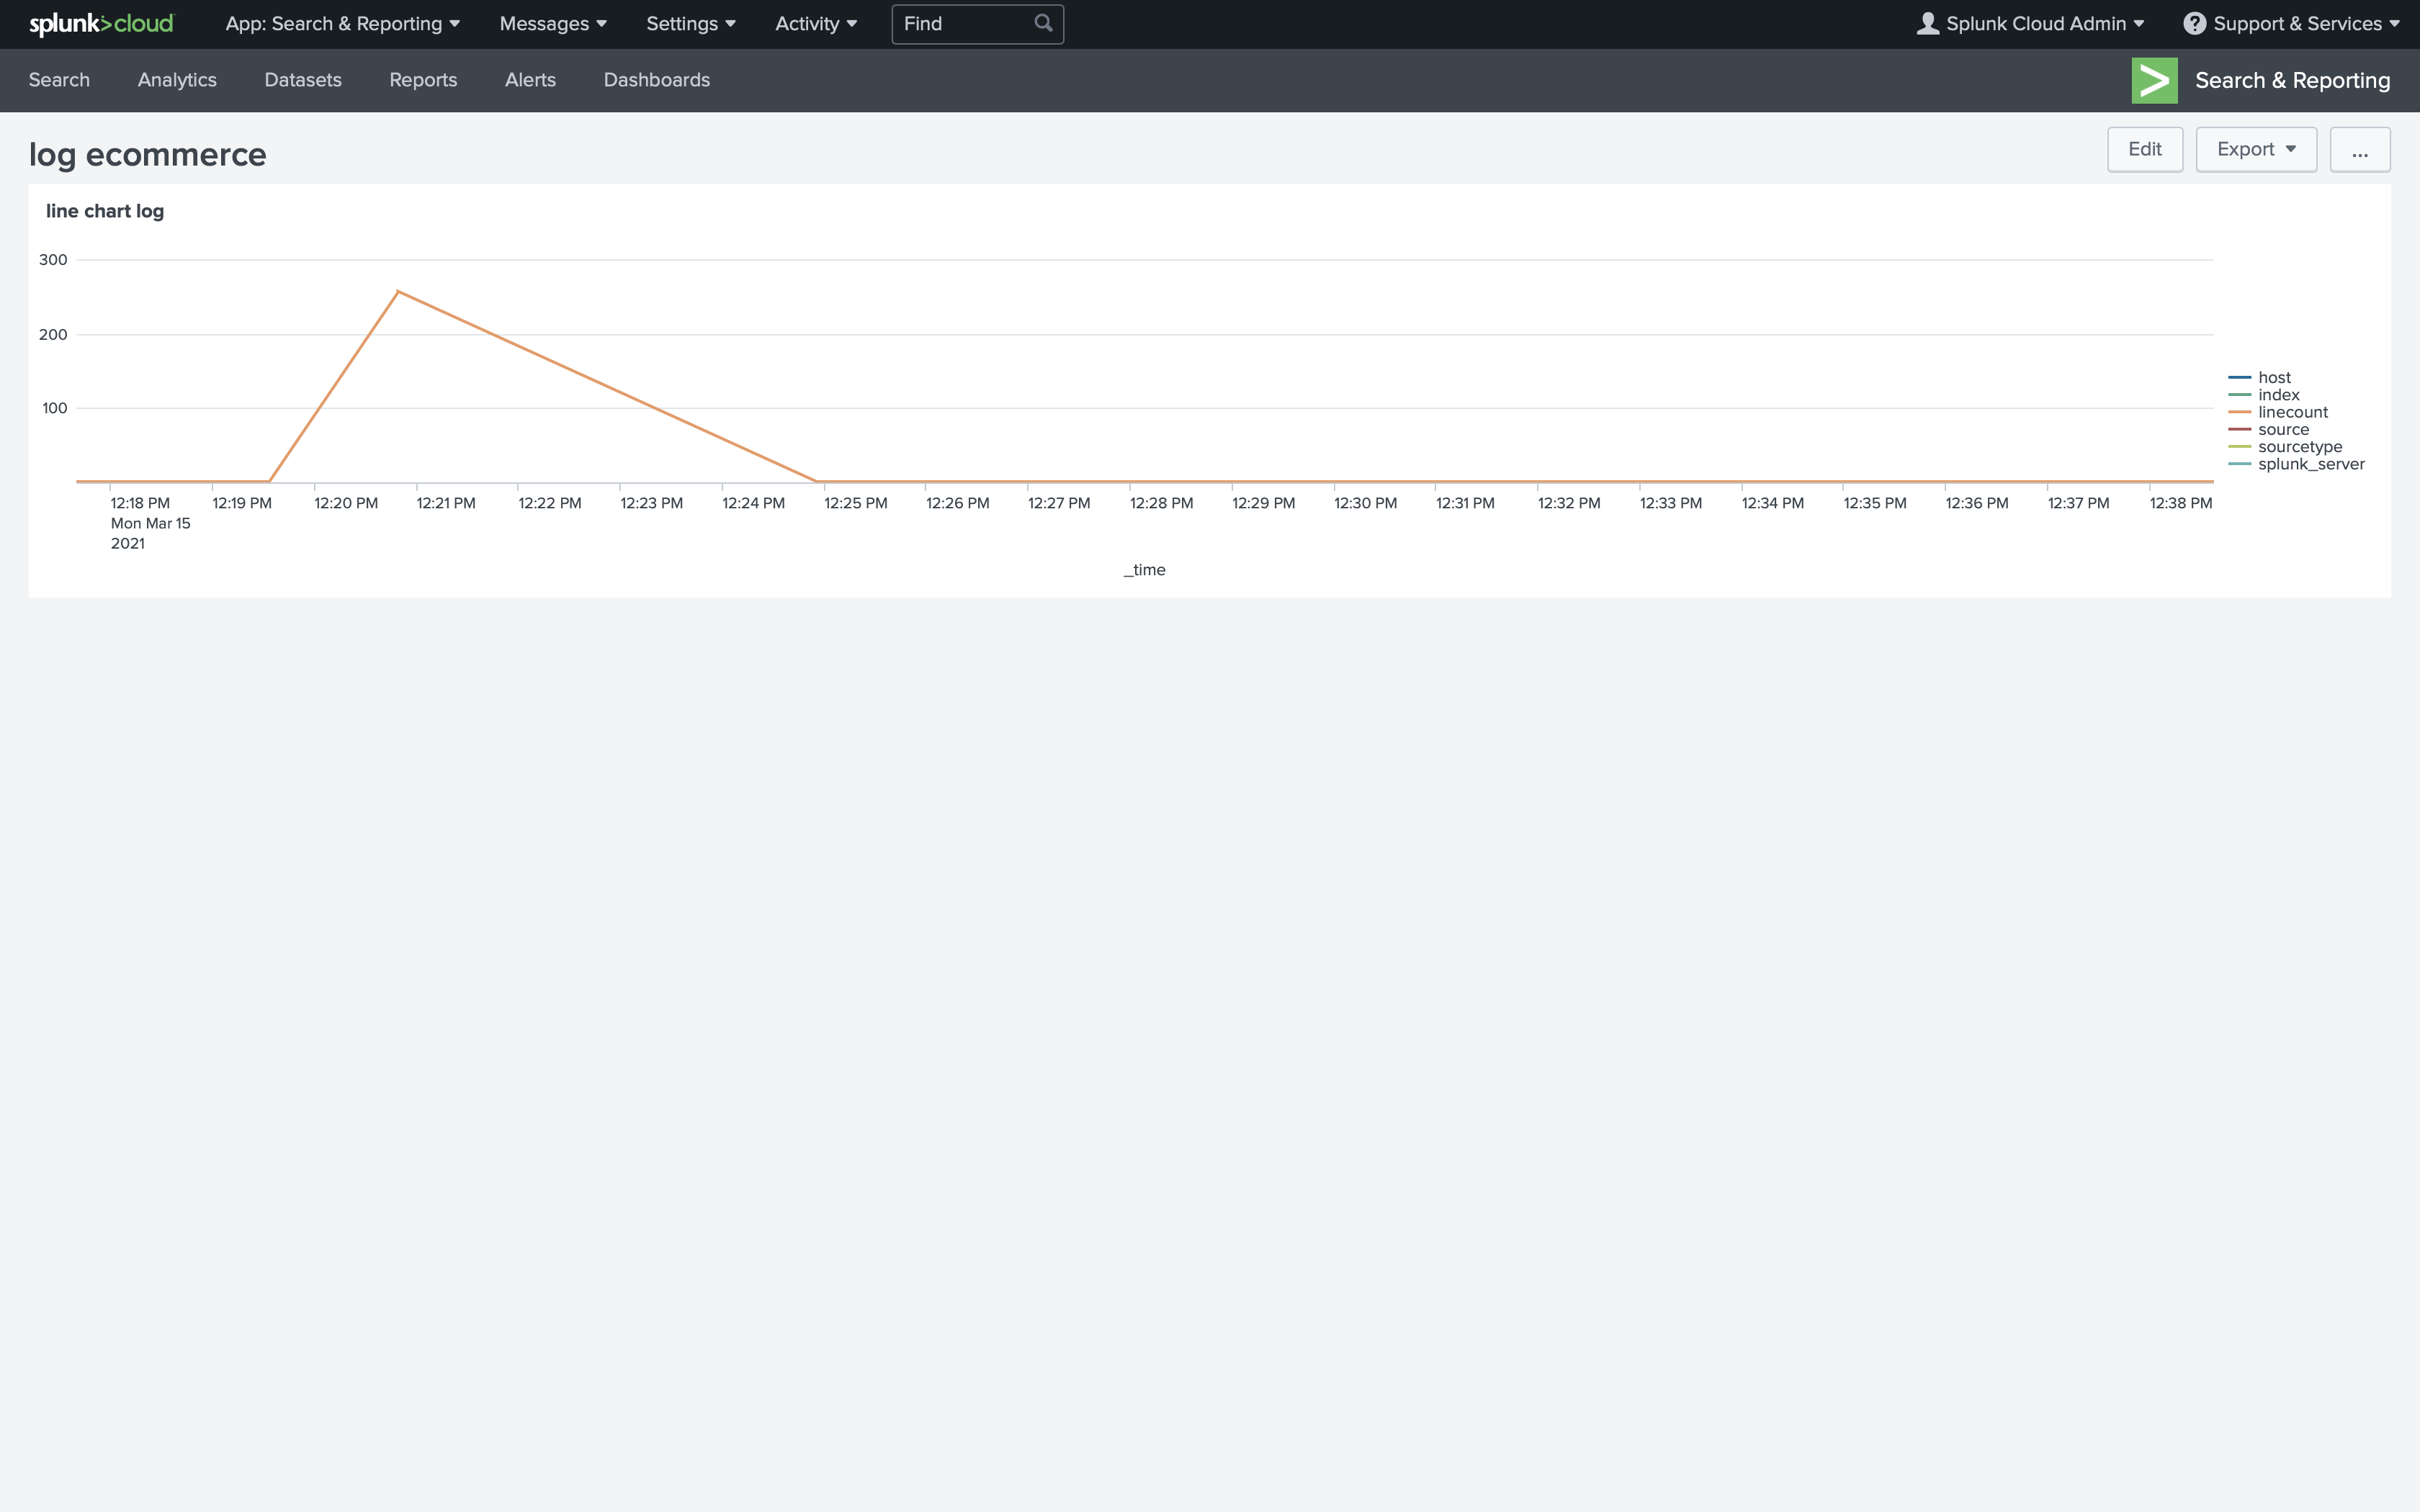 splunk>cloud App: Search & Reporting Messages Settings Activity Find Splunk Cloud Admin ? Support & Services
Search Analytics Datasets Reports Alerts Dashboards > Search & Reporting
log ecommerce Edit Export ...
line chart log
300
200
100
host
index
linecount
source
sourcetype
splunk_server
12:18 PM 12:19 PM 12:20 PM 12:21 PM 12:22 PM 12:23 PM 12:24 PM 12:25 PM 12:26 PM 12:27 PM 12:28 PM 12:29 PM 12:30 PM 12:31 PM 12:32 PM 12:33 PM 12:34 PM 12:35 PM 12:36 PM 12:37 PM 12:38 PM
Mon Mar 15
2021
_time